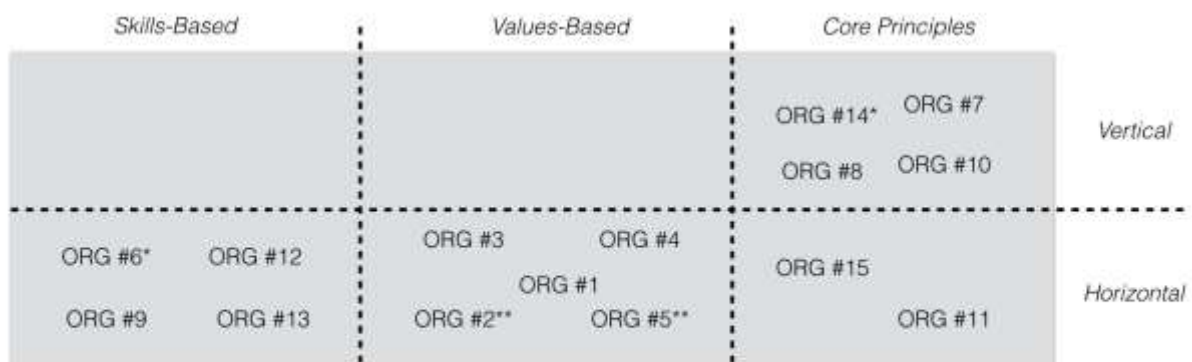 Skills-Based Values-Based Core Principles
ORG #14* ORG #7
Vertical
ORG #8 ORG #10
ORG #3 ORG #4
ORG #6* ORG #12
ORG #15
ORG #1
Horizontal
ORG #9 ORG #13 ORG #2** ORG #5** ORG #11